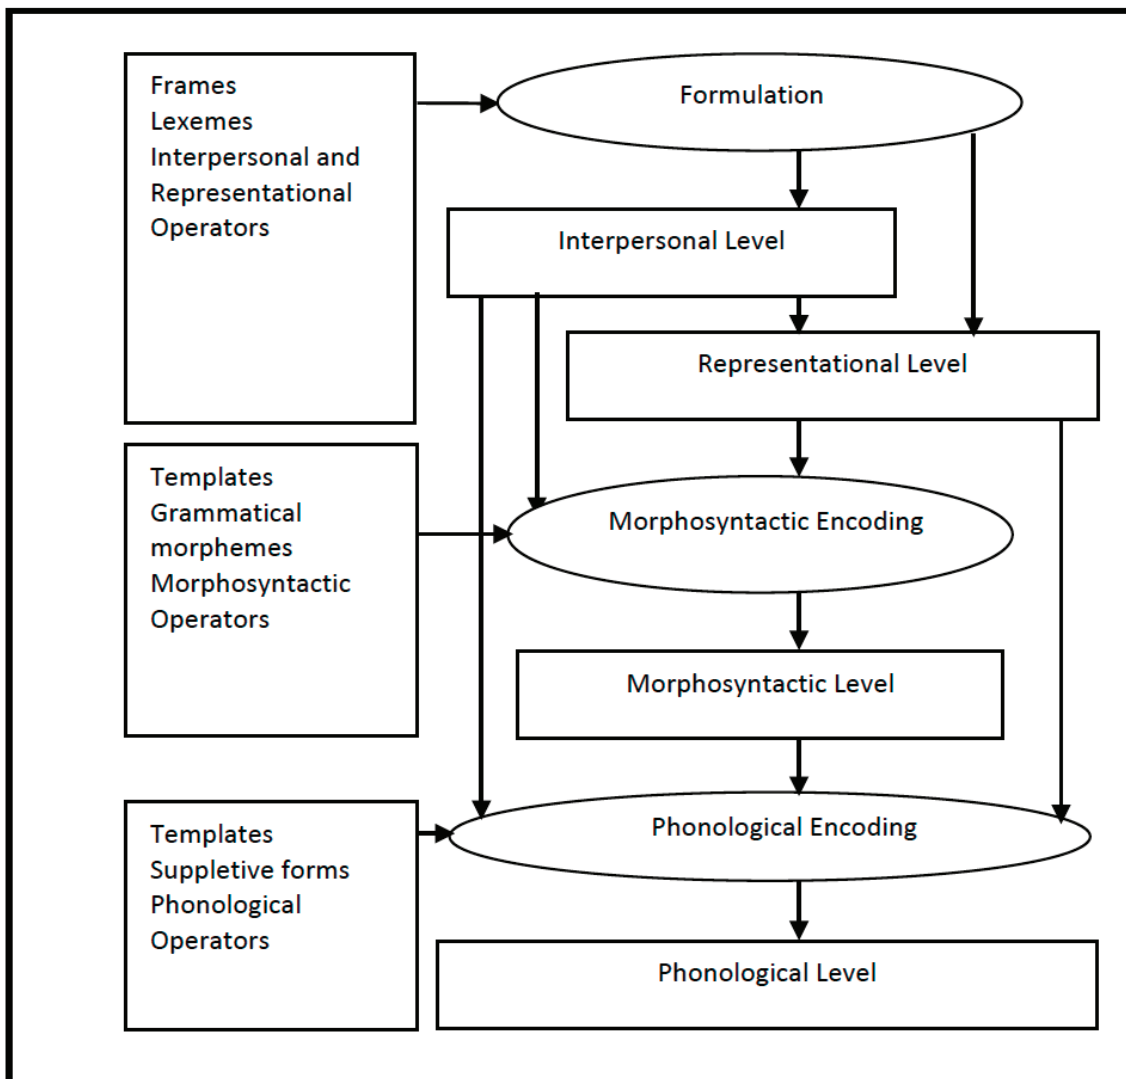 Frames
Lexemes
Interpersonal and
Representational
Operators
Formulation
Interpersonal Level
Representational Level
Templates
Grammatical
morphemes
Morphosyntactic
Operators
Morphosyntactic Encoding
Morphosyntactic Level
Templates
Suppletive forms
Phonological
Operators
Phonological Encoding
Phonological Level